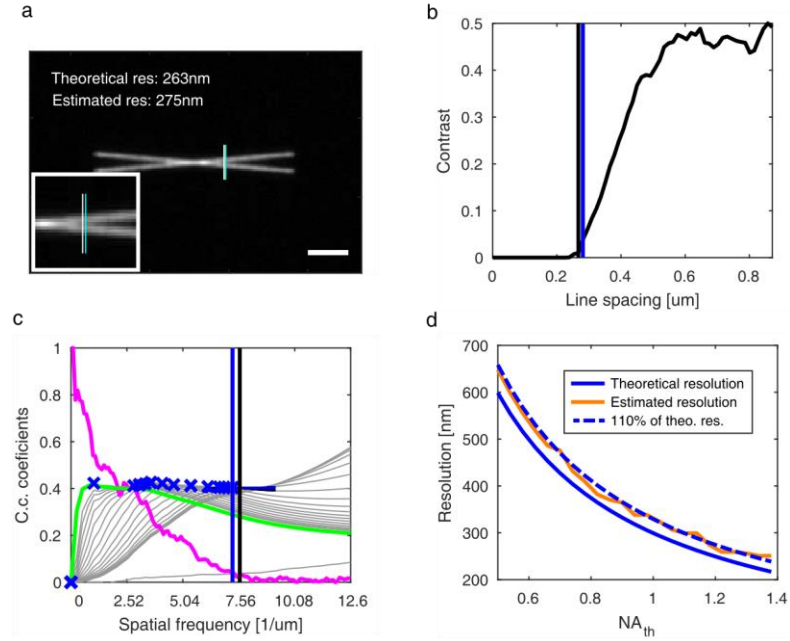 a
Theoretical res: 263nm
Estimated res: 275nm
b
0.5
0.4
0.3
0.2
0.1
0
Contrast
0 0.2 0.4 0.6 0.8
Line spacing [um]
c
1
0.8
0.6
0.4
0.2
0
C.c. coeficients
0 2.52 5.04 7.56 10.08 12.6
Spatial frequency [1/um]
d
700
600
500
400
300
200
Resolution [nm]
Theoretical resolution
Estimated resolution
110% of theo. res.
0.6 0.8 1 1.2 1.4
NAth